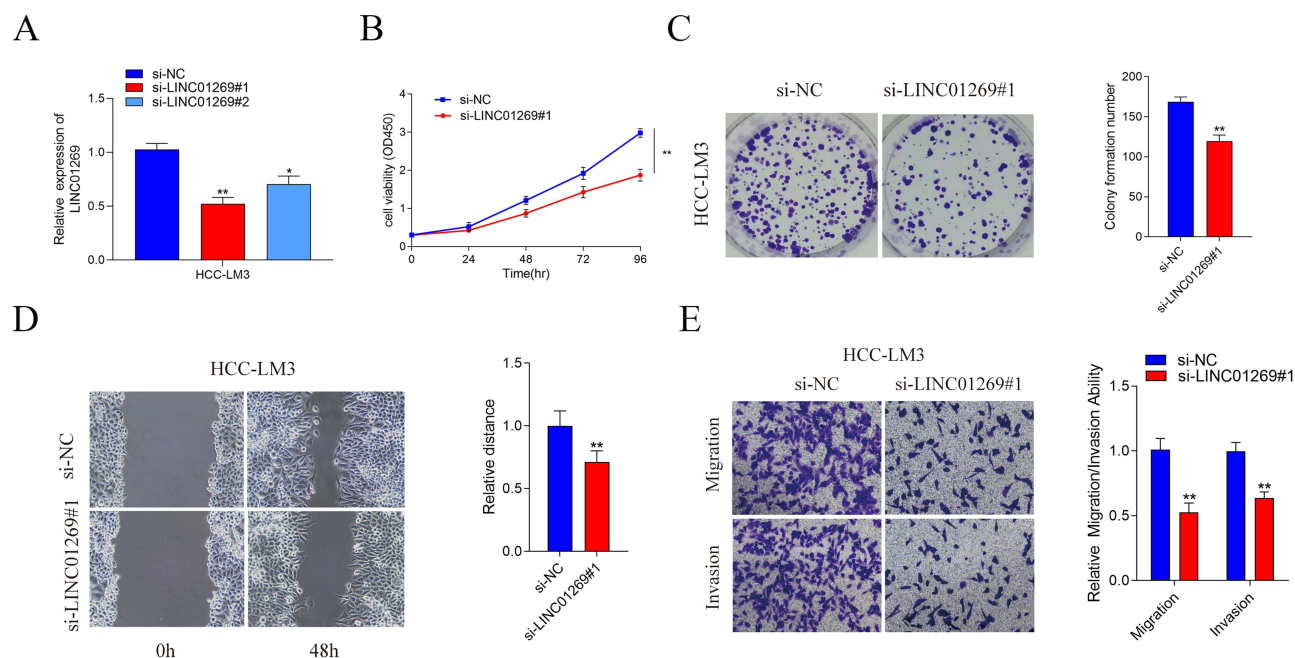 A
si-NC
si-LINC01269#1
si-LINC01269#2
Relative expression of
LINC01269
1.5
1.0
0.5
0.0
**
*
HCC-LM3
B
si-NC
si-LINC01269#1
cell viability (OD450)
4
3
2
1
0
**
0
24
48
72
96
Time(hr)
C
si-NC
si-LINC01269#1
HCC-LM3
Colony formation number
200
150
100
50
0
**
si-NC
si-LINC01269#1
D
HCC-LM3
si-NC
si-LINC01269#1
0h
48h
Relative distance
1.5
1.0
0.5
0.0
**
si-NC
si-LINC01269#1
E
HCC-LM3
si-NC
si-LINC01269#1
Migration
Invasion
si-NC
si-LINC01269#1
Relative Migration/Invasion Ability
1.5
1.0
0.5
0.0
**
**
Migration
Invasion